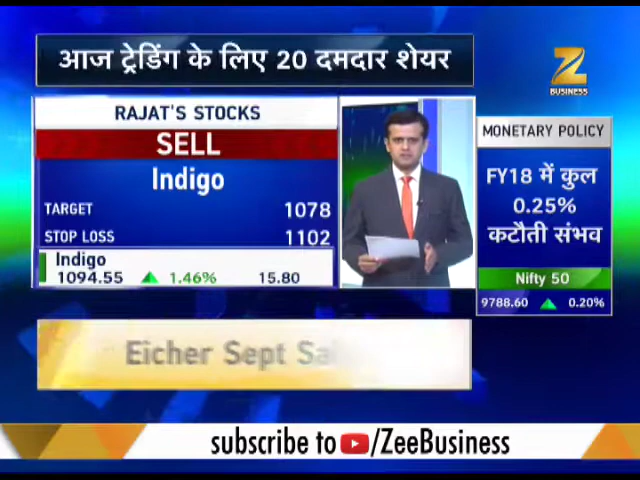 आज ट्रेडिंग के लिए 20 दमदार शेयर
Z
BUSINESS
RAJAT'S STOCKS
SELL
Indigo
TARGET 1078
STOP LOSS 1102
Indigo
1094.55 1.46% 15.80
MONETARY POLICY
FY18 में कुल
0.25%
कटौती संभव
Nifty 50
9788.60 0.20%
Eicher Sept
subscribe to /ZeeBusiness